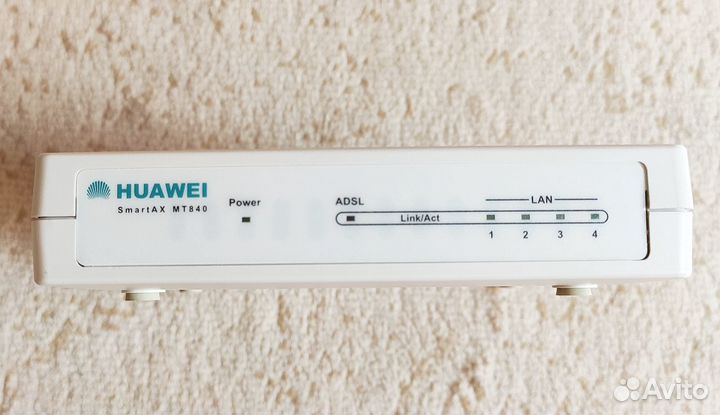 HUAWEI
SmartAX MT840
Power
ADSL
Link/Act
LAN
1 2 3 4
Avito